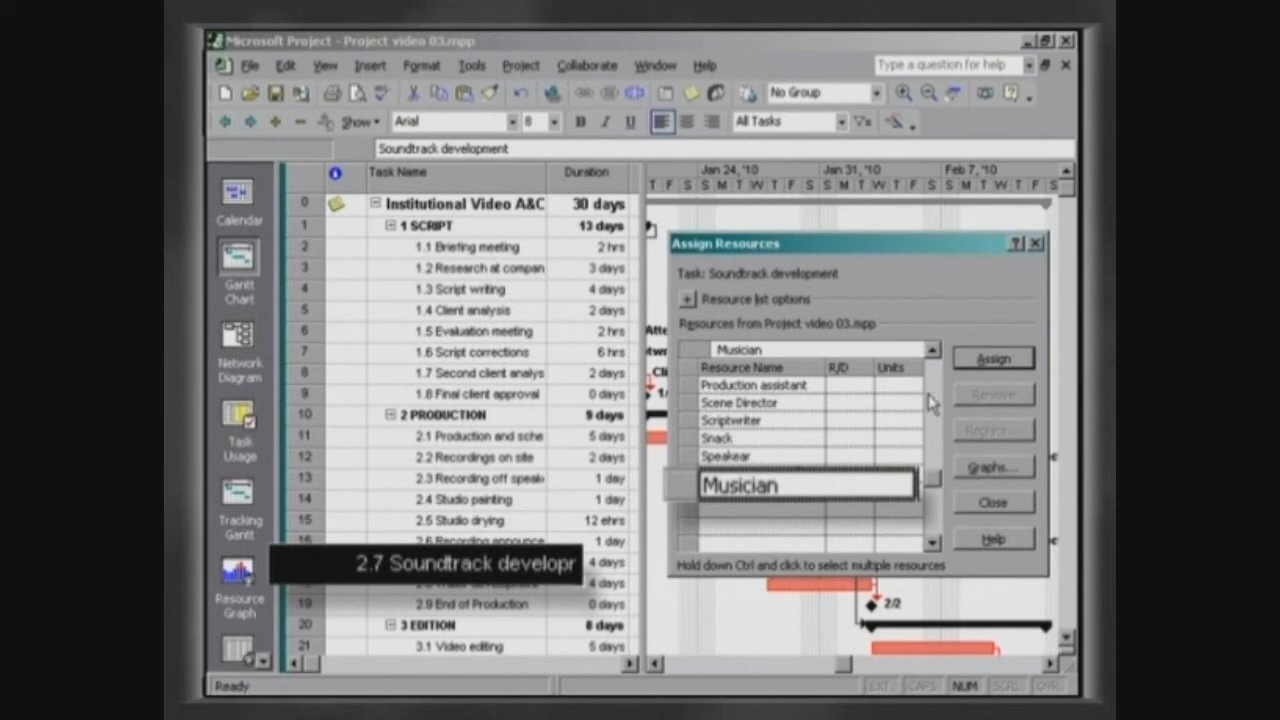 Microsoft Project - Project video 03.mpp
File Edit View Insert Format Tools Project Collaborate Window Help
Type a question for help
No Group
Show
Arial
8
B I U
All Tasks
Soundtrack development
Task Name Duration
Jan 24, '10 Jan 31, '10 Feb 7, '10
T F S S M T W T F S S M T W T F S S M T W T F S
Calendar
Gantt Chart
Network Diagram
Task Usage
Tracking Gantt
Resource Graph
0 Institutional Video A&C 30 days
1 1 SCRIPT 13 days
2 1.1 Briefing meeting 2 hrs
3 1.2 Research at compan 3 days
4 1.3 Script writing 4 days
5 1.4 Client analysis 2 days
6 1.5 Evaluation meeting 2 hr
7 1.6 Script corrections 6 hr
8 1.7 Second client analys 2 days
9 1.8 Final client approval 0 days
10 2 PRODUCTION 9 days
11 2.1 Production and sche 5 days
12 2.2 Recordings on site 2 days
13 2.3 Recording off speak 1 day
14 2.4 Studio painting 1 day
15 2.5 Studio drying 12 ehrs
16 2.6 Recording announce 1 day
2.7 Soundtrack developr 4 days
4 days
19 2.9 End of Production 0 days
20 3 EDITION 8 days
21 3.1 Video editing 5 days
Assign Resources
Task: Soundtrack development
Resource list options
Resources from Project video 03.mpp
Musician
Resource Name R/D Units
Production assistant
Scene Director
Scriptwriter
Snack
Speakear
Musician
Assign
Remove
Replace...
Graphs...
Close
Help
Hold down Ctrl and click to select multiple resources
2/2
Ready
EXT CAPS NUM SCRL OVR